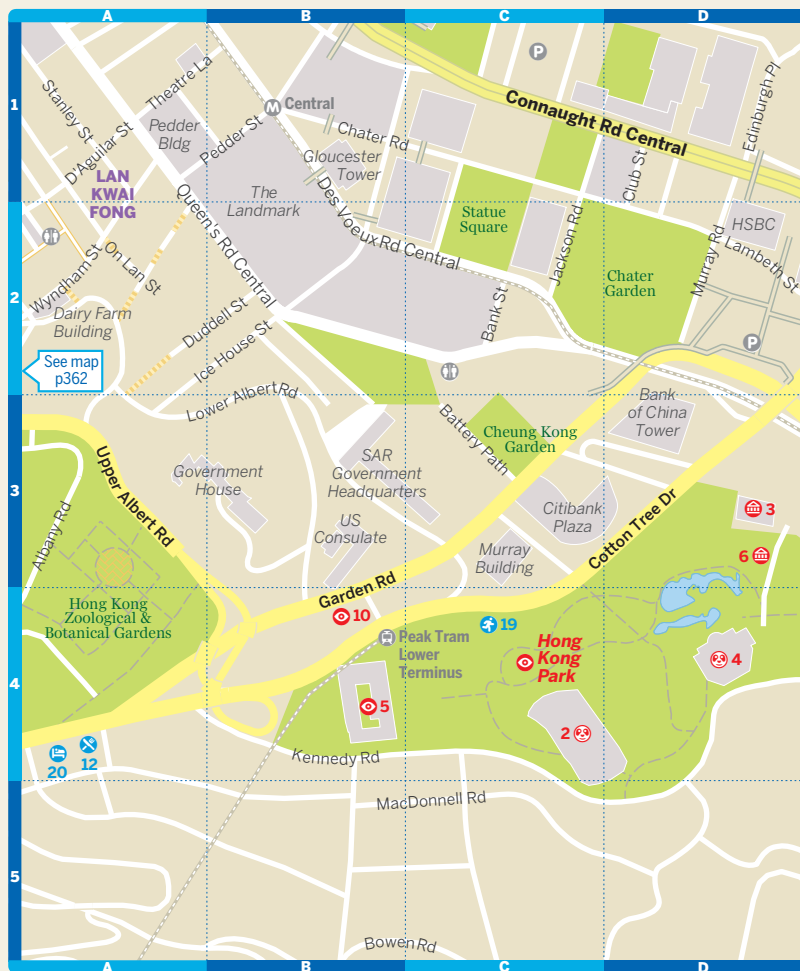 A
B
C
D
1
2
3
4
5
Stanley St
D'Aguilar St
Theatre La
Pedder
Bldg
Pedder St
LAN
KWAI
FONG
M Central
Chater Rd
Gloucester
Tower
The
Landmark
P
Connaught Rd Central
Edinburgh Pl
Club St
Queen's Rd Central
Des Voeux Rd Central
Statue
Square
Jackson Rd
Chater
Garden
Murray Rd
HSBC
Lambeth St
Wyndham St
On Lan St
Dairy Farm
Building
Duddell St
Ice House St
Bank St
P
See map
p362
Lower Albert Rd
Battery Path
Cheung Kong
Garden
Bank
of China
Tower
Upper Albert Rd
Government
House
SAR
Government
Headquarters
US
Consulate
Citibank
Plaza
Murray
Building
Cotton Tree Dr
3
6
Albany Rd
Garden Rd
Hong Kong
Zoological &
Botanical Gardens
10
Peak Tram
Lower
Terminus
19
Hong
Kong
Park
4
5
2
20
12
Kennedy Rd
MacDonnell Rd
Bowen Rd
A
B
C
D